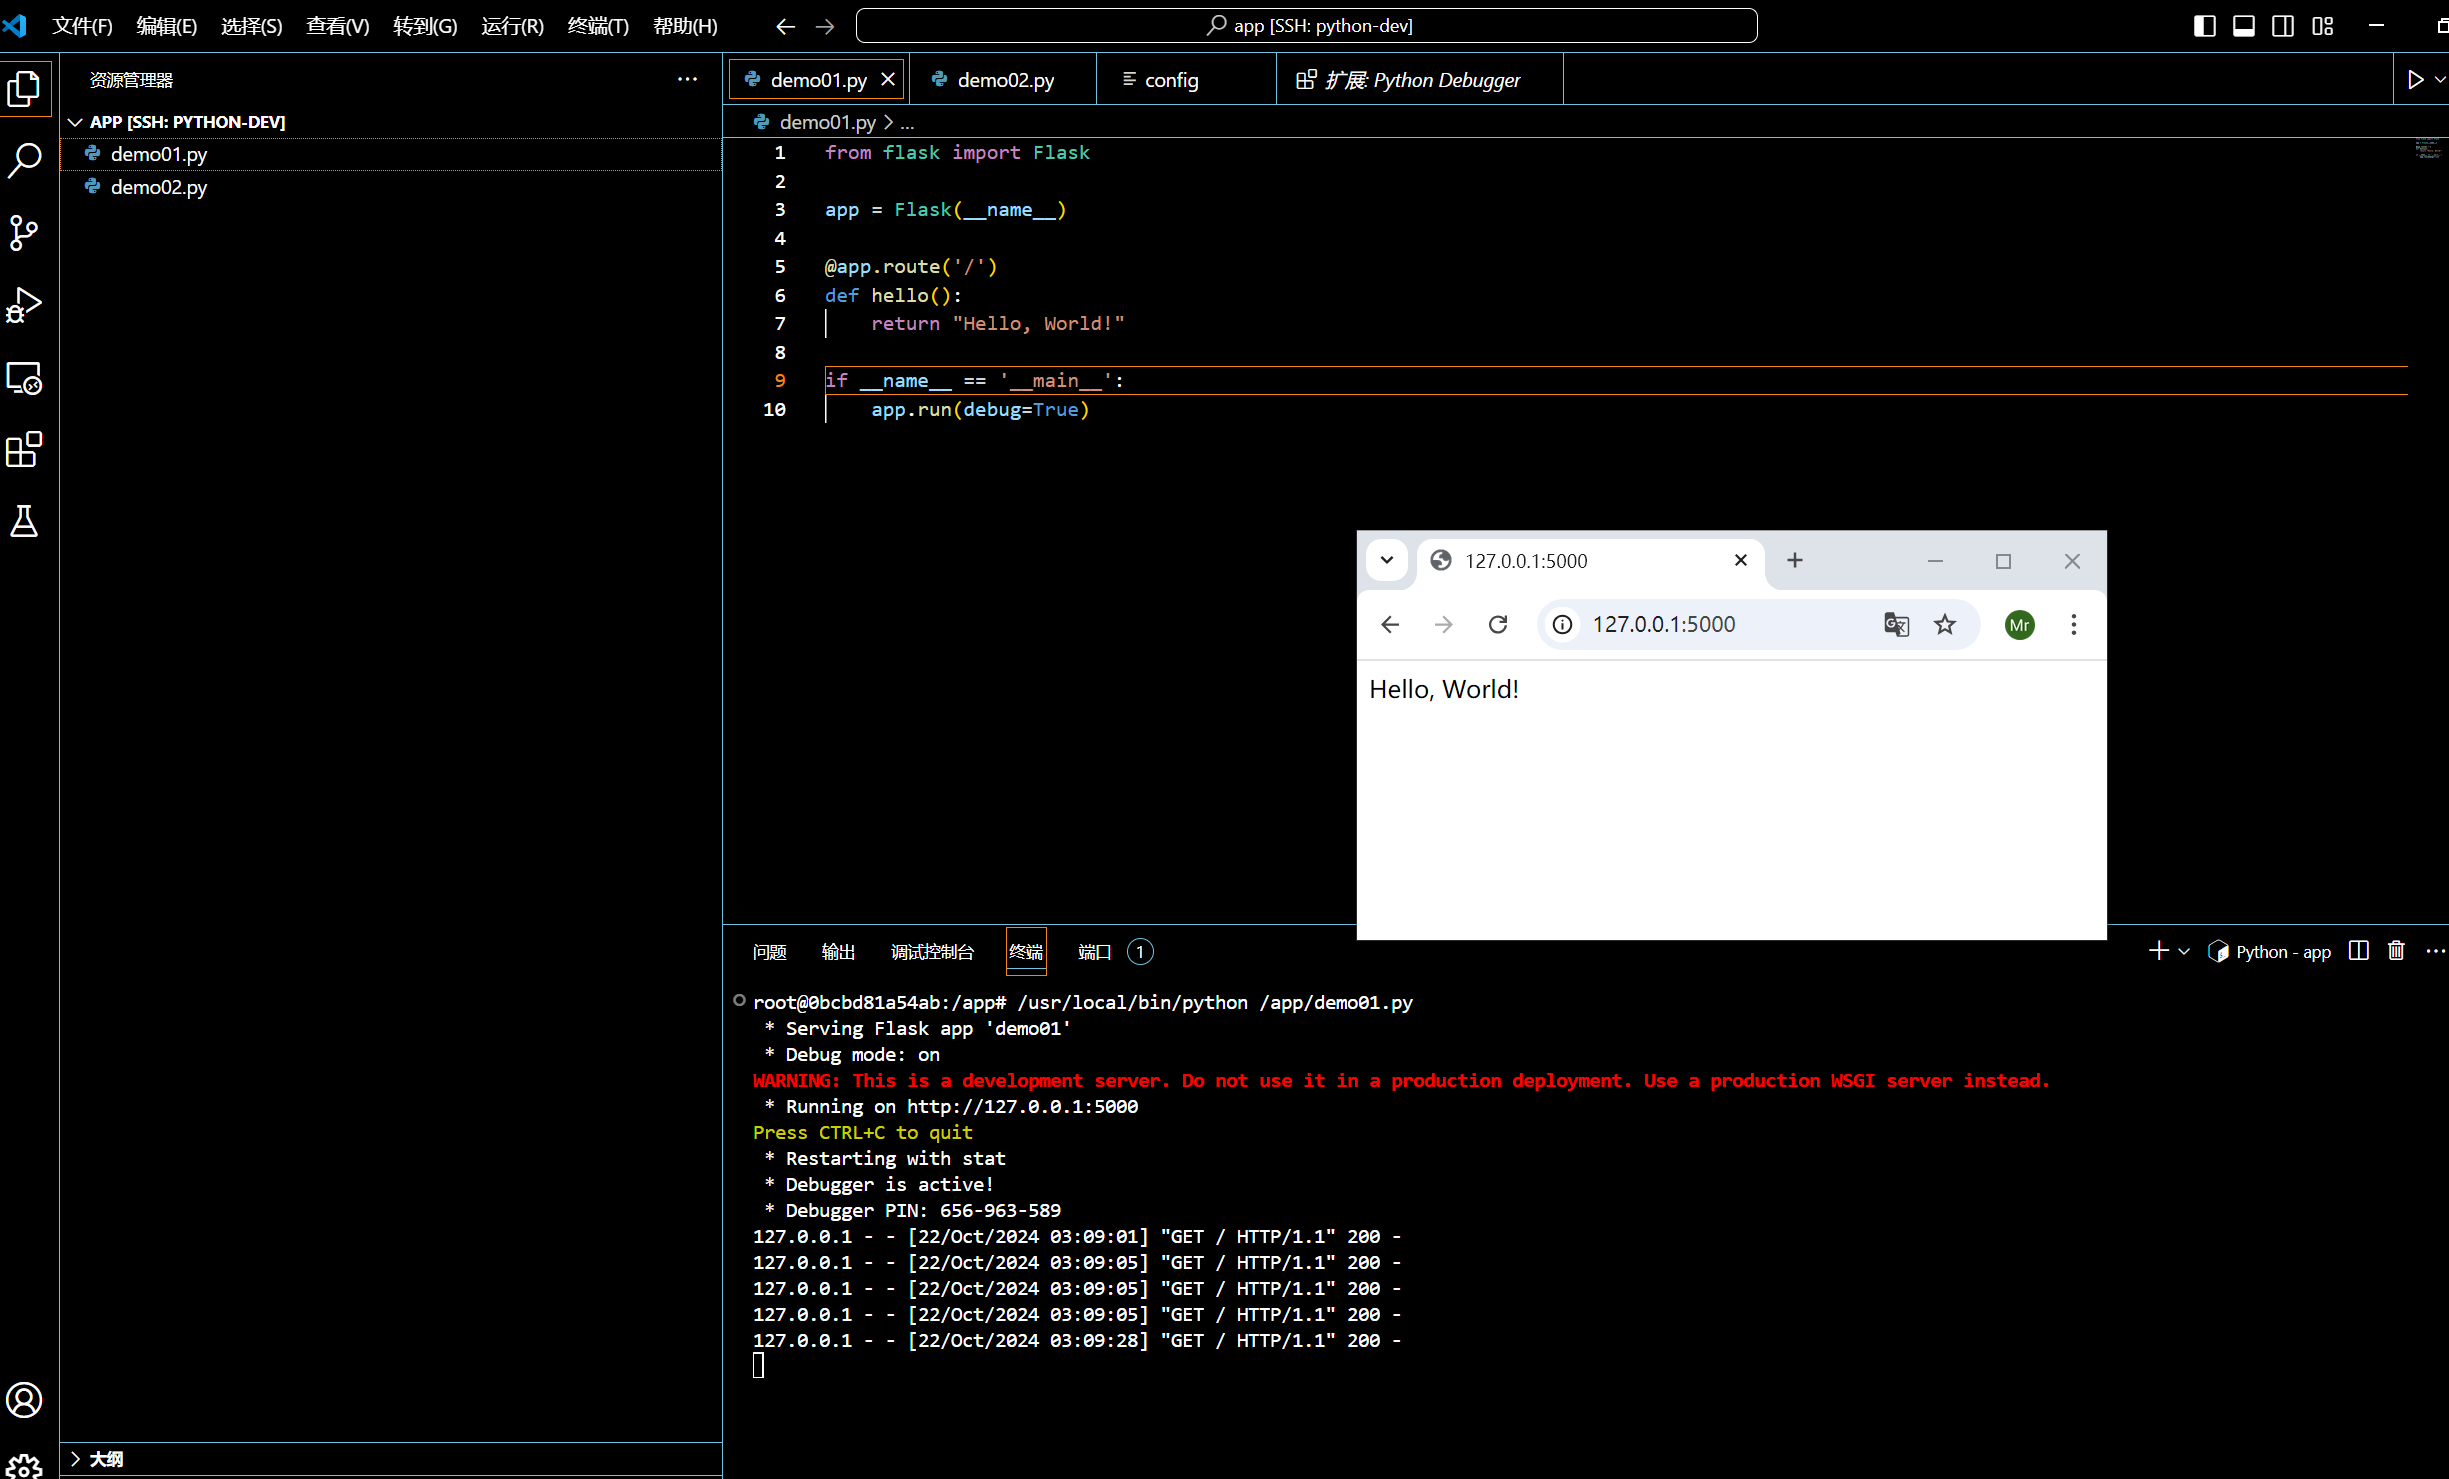 文件(F) 编辑(E) 选择(S) 查看(V) 转到(G) 运行(R) 终端(T) 帮助(H) app [SSH: python-dev]
资源管理器
APP [SSH: PYTHON-DEV]
demo01.py
demo02.py
大纲
demo01.py demo02.py config 扩展: Python Debugger
demo01.py > ...
1 from flask import Flask
2
3 app = Flask(__name__)
4
5 @app.route('/')
6 def hello():
7 return "Hello, World!"
8
9 if __name__ == '__main__':
10 app.run(debug=True)
127.0.0.1:5000
127.0.0.1:5000 Mr
Hello, World!
问题 输出 调试控制台 终端 端口 1 Python - app
root@0bcbd81a54ab:/app# /usr/local/bin/python /app/demo01.py
* Serving Flask app 'demo01'
* Debug mode: on
WARNING: This is a development server. Do not use it in a production deployment. Use a production WSGI server instead.
* Running on http://127.0.0.1:5000
Press CTRL+C to quit
* Restarting with stat
* Debugger is active!
* Debugger PIN: 656-963-589
127.0.0.1 - - [22/Oct/2024 03:09:01] "GET / HTTP/1.1" 200 -
127.0.0.1 - - [22/Oct/2024 03:09:05] "GET / HTTP/1.1" 200 -
127.0.0.1 - - [22/Oct/2024 03:09:05] "GET / HTTP/1.1" 200 -
127.0.0.1 - - [22/Oct/2024 03:09:05] "GET / HTTP/1.1" 200 -
127.0.0.1 - - [22/Oct/2024 03:09:28] "GET / HTTP/1.1" 200 -